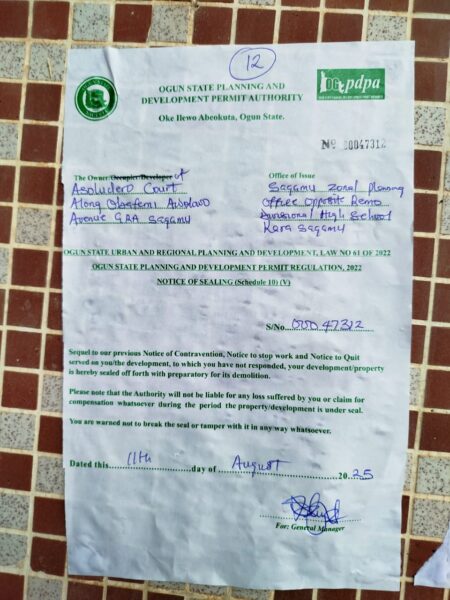 12
OGUN STATE PLANNING AND
DEVELOPMENT PERMIT AUTHORITY
Oke Ilewo Abeokuta, Ogun State.
OGpdpa
Nº 00047312
The Owner/Occupier/Developer of
Asoludero Court
Along Obafemi Awolowo
Avenue GRA Sagamu
Office of Issue
Sagamu Zonal Planning
Office Opposite Remo
Divisional High School
Kara Sagamu
OGUN STATE URBAN AND REGIONAL PLANNING AND DEVELOPMENT, LAW NO 61 OF 2022
OGUN STATE PLANNING AND DEVELOPMENT PERMIT REGULATION, 2022
NOTICE OF SEALING (Schedule 10) (V)
S/No...00047312
Sequel to our previous Notice of Contravention, Notice to stop work and Notice to Quit
served on you/the development, to which you have not responded, your development/property
is hereby sealed off forth with preparatory for its demolition.
Please note that the Authority will not be liable for any loss suffered by you or claim for
compensation whatsoever during the period the property/development is under seal.
You are warned not to break the seal or tamper with it in any way whatsoever.
Dated this 11th day of August 2025
For: General Manager